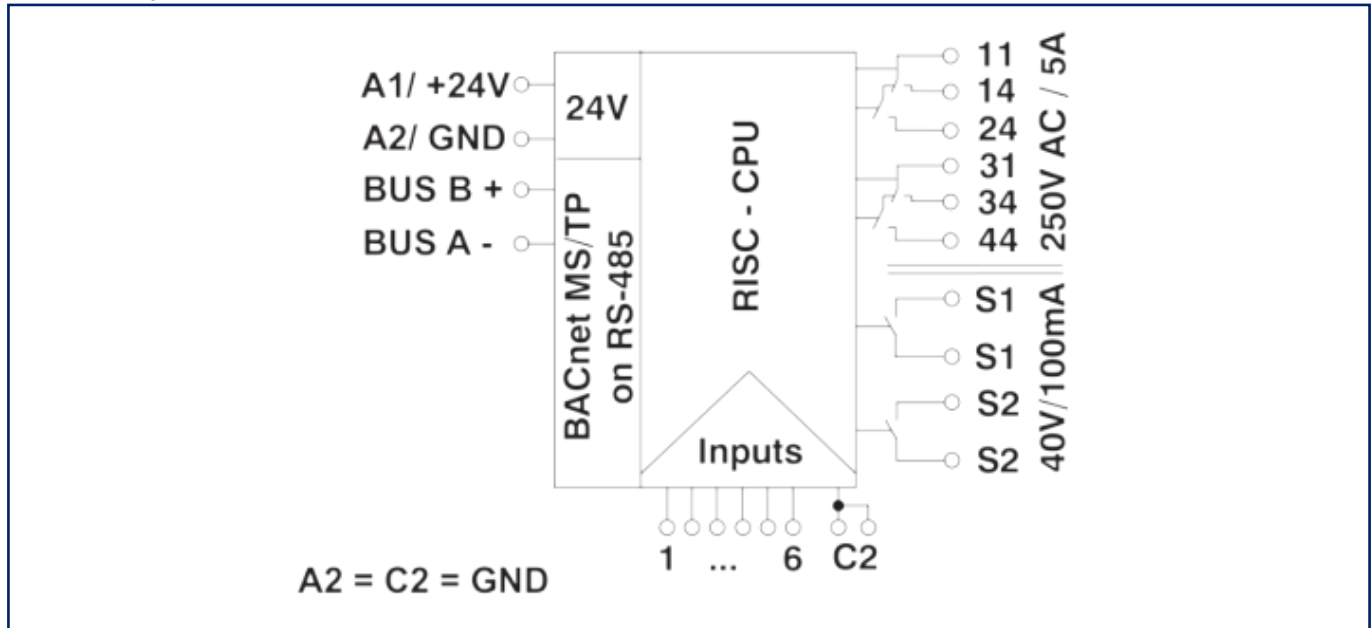 A1/ +24V
A2/ GND
BUS B +
BUS A -
24V
BACnet MS/TP
on RS-485
RISC - CPU
Inputs
11
14
24
31
34
44
250V AC / 5A
S1
S1
S2
S2
40V/100mA
1 ... 6 C2
A2 = C2 = GND